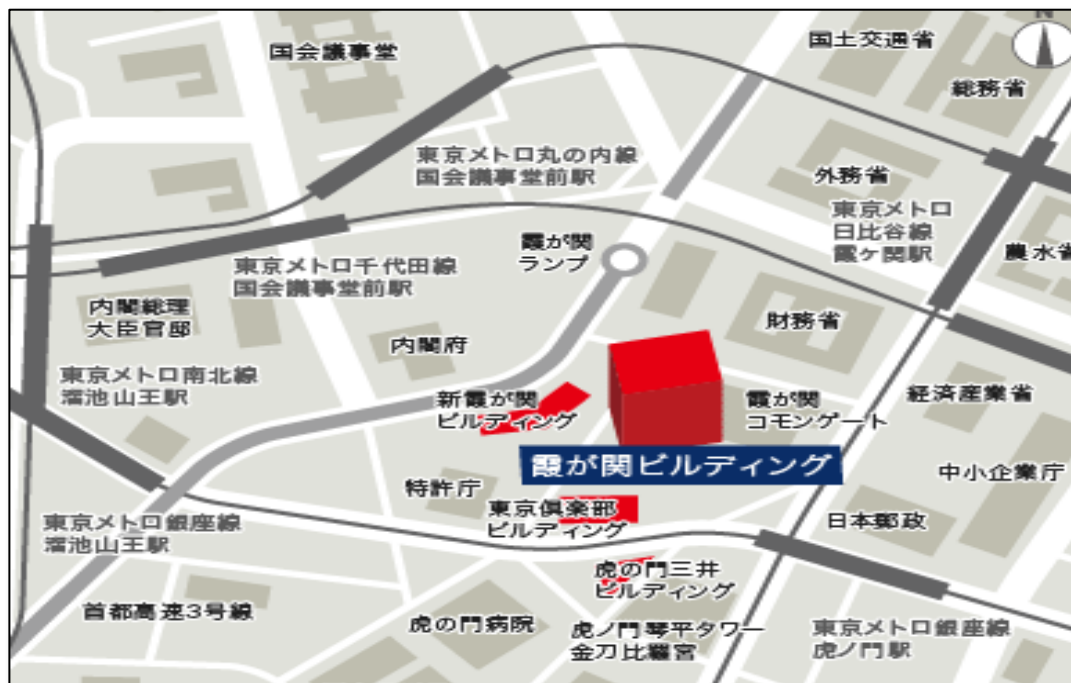 N
国土交通省
国会議事堂
総務省
東京メトロ丸の内線
国会議事堂前駅
外務省
東京メトロ
日比谷線
霞ケ関駅
霞が関
ランプ
農水省
東京メトロ千代田線
国会議事堂前駅
内閣総理
大臣官邸
財務省
内閣府
東京メトロ南北線
溜池山王駅
経済産業省
新霞が関
ビルディング
霞が関
コモンゲート
霞が関ビルディング
中小企業庁
特許庁
東京倶楽部
ビルディング
日本郵政
東京メトロ銀座線
溜池山王駅
虎の門三井
ビルディング
首都高速3号線
虎の門病院
虎ノ門琴平タワー
金刀比羅宮
東京メトロ銀座線
虎ノ門駅